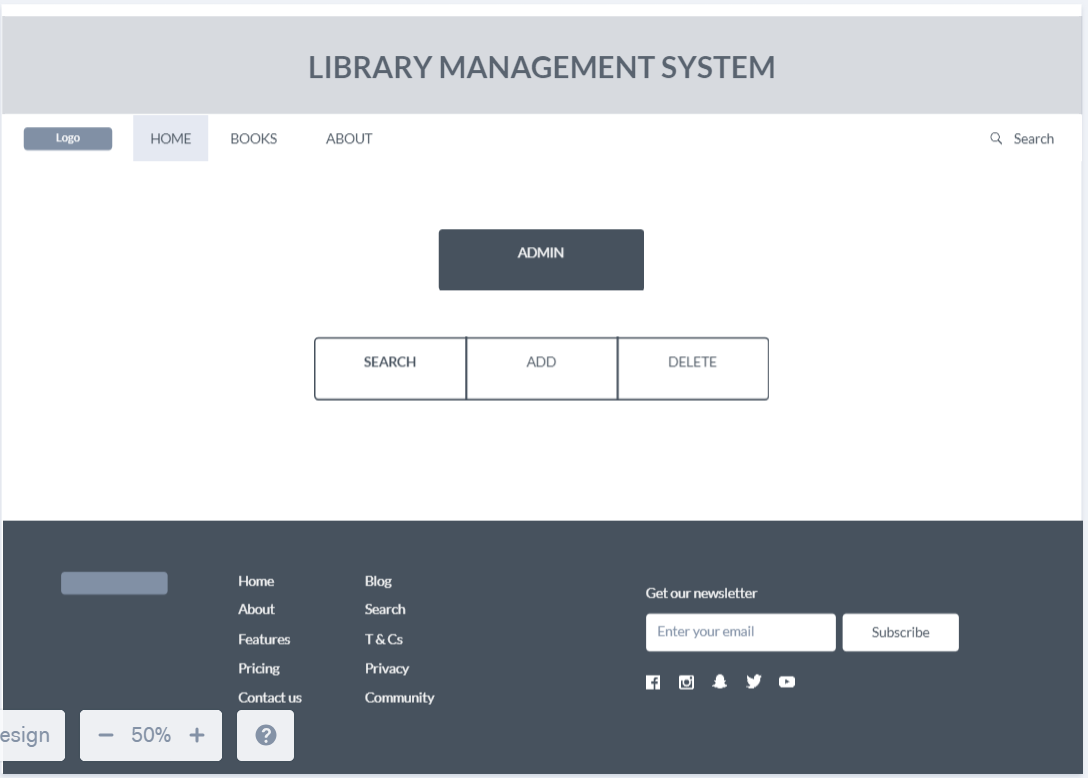 LIBRARY MANAGEMENT SYSTEM
Logo HOME BOOKS ABOUT Search
ADMIN
SEARCH ADD DELETE
Home Blog
About Search
Features T & Cs
Pricing Privacy
Contact us Community
Get our newsletter
Enter your email Subscribe
esign 50%